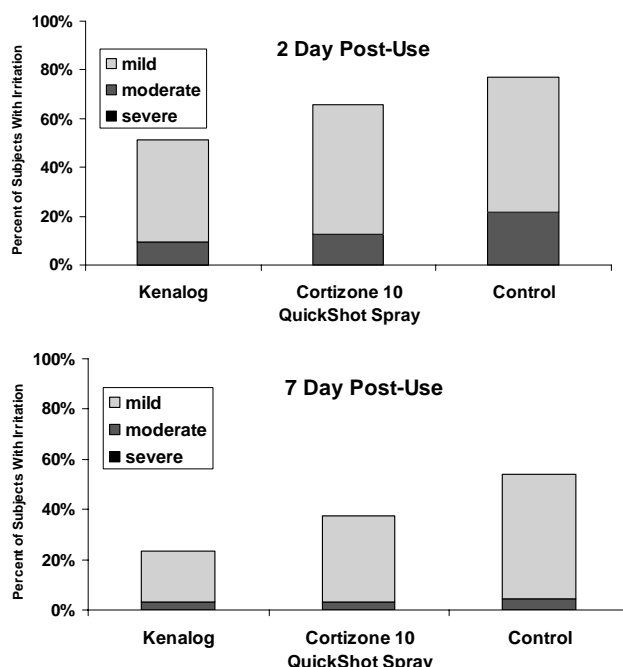 2 Day Post-Use
mild
moderate
severe
Percent of Subjects With Irritation
100%
80%
60%
40%
20%
0%
Kenalog Cortizone 10 Control
QuickShot Spray
7 Day Post-Use
mild
moderate
severe
Percent of Subjects With Irritation
100%
80%
60%
40%
20%
0%
Kenalog Cortizone 10 Control
QuickShot Spray